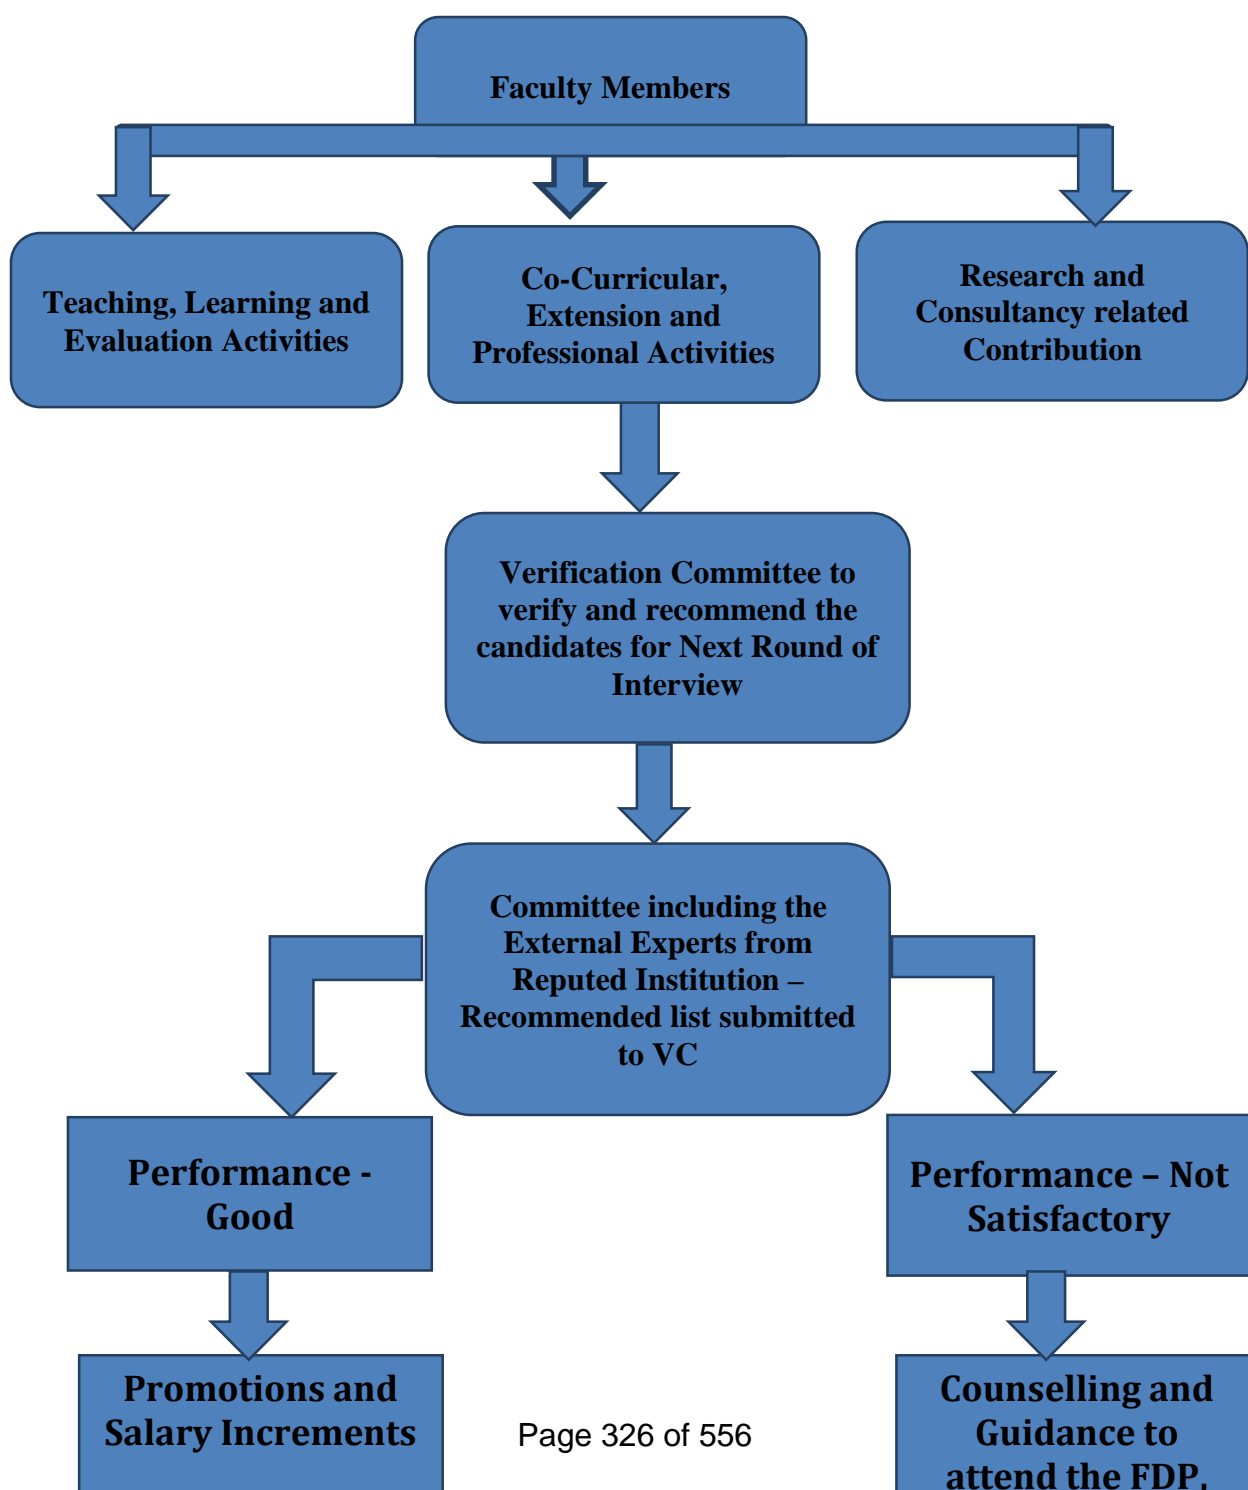 Faculty Members
Teaching, Learning and
Evaluation Activities
Co-Curricular,
Extension and
Professional Activities
Research and
Consultancy related
Contribution
Verification Committee to
verify and recommend the
candidates for Next Round of
Interview
Committee including the
External Experts from
Reputed Institution –
Recommended list submitted
to VC
Performance -
Good
Performance – Not
Satisfactory
Promotions and
Salary Increments
Counselling and
Guidance to
attend the FDP,
Page 326 of 556